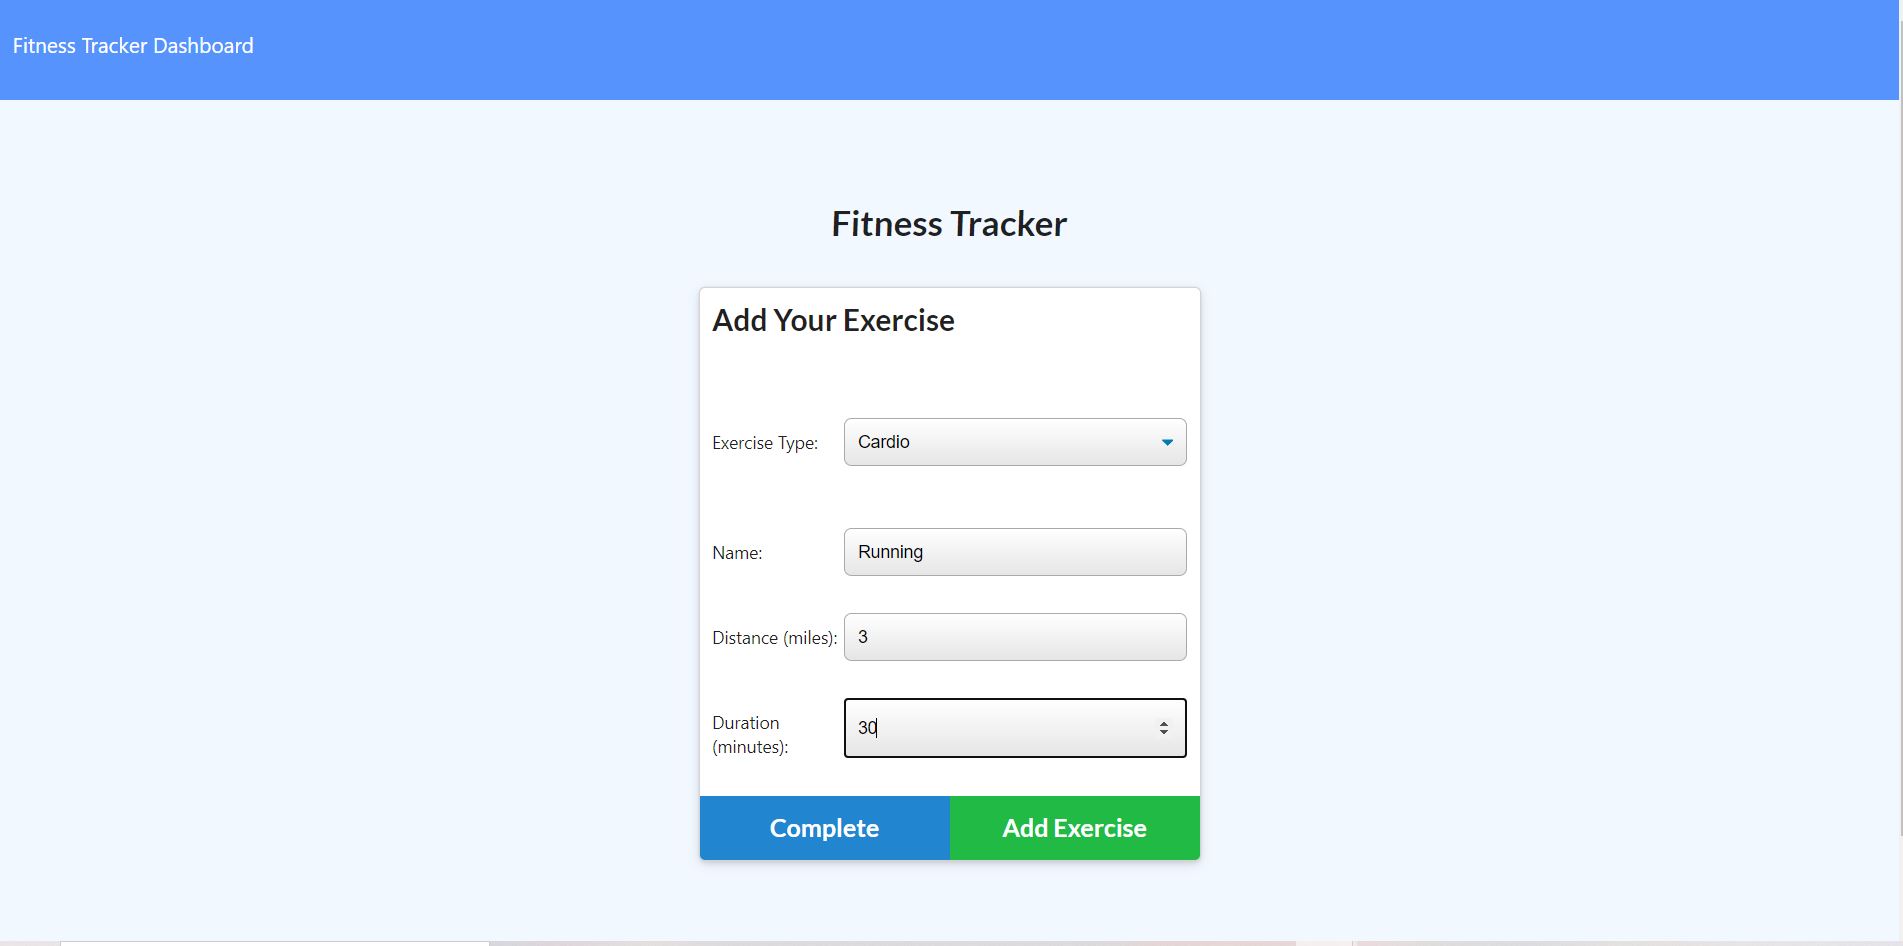 Fitness Tracker Dashboard
Fitness Tracker
Add Your Exercise
Exercise Type: Cardio
Name: Running
Distance (miles): 3
Duration
(minutes): 30
Complete Add Exercise